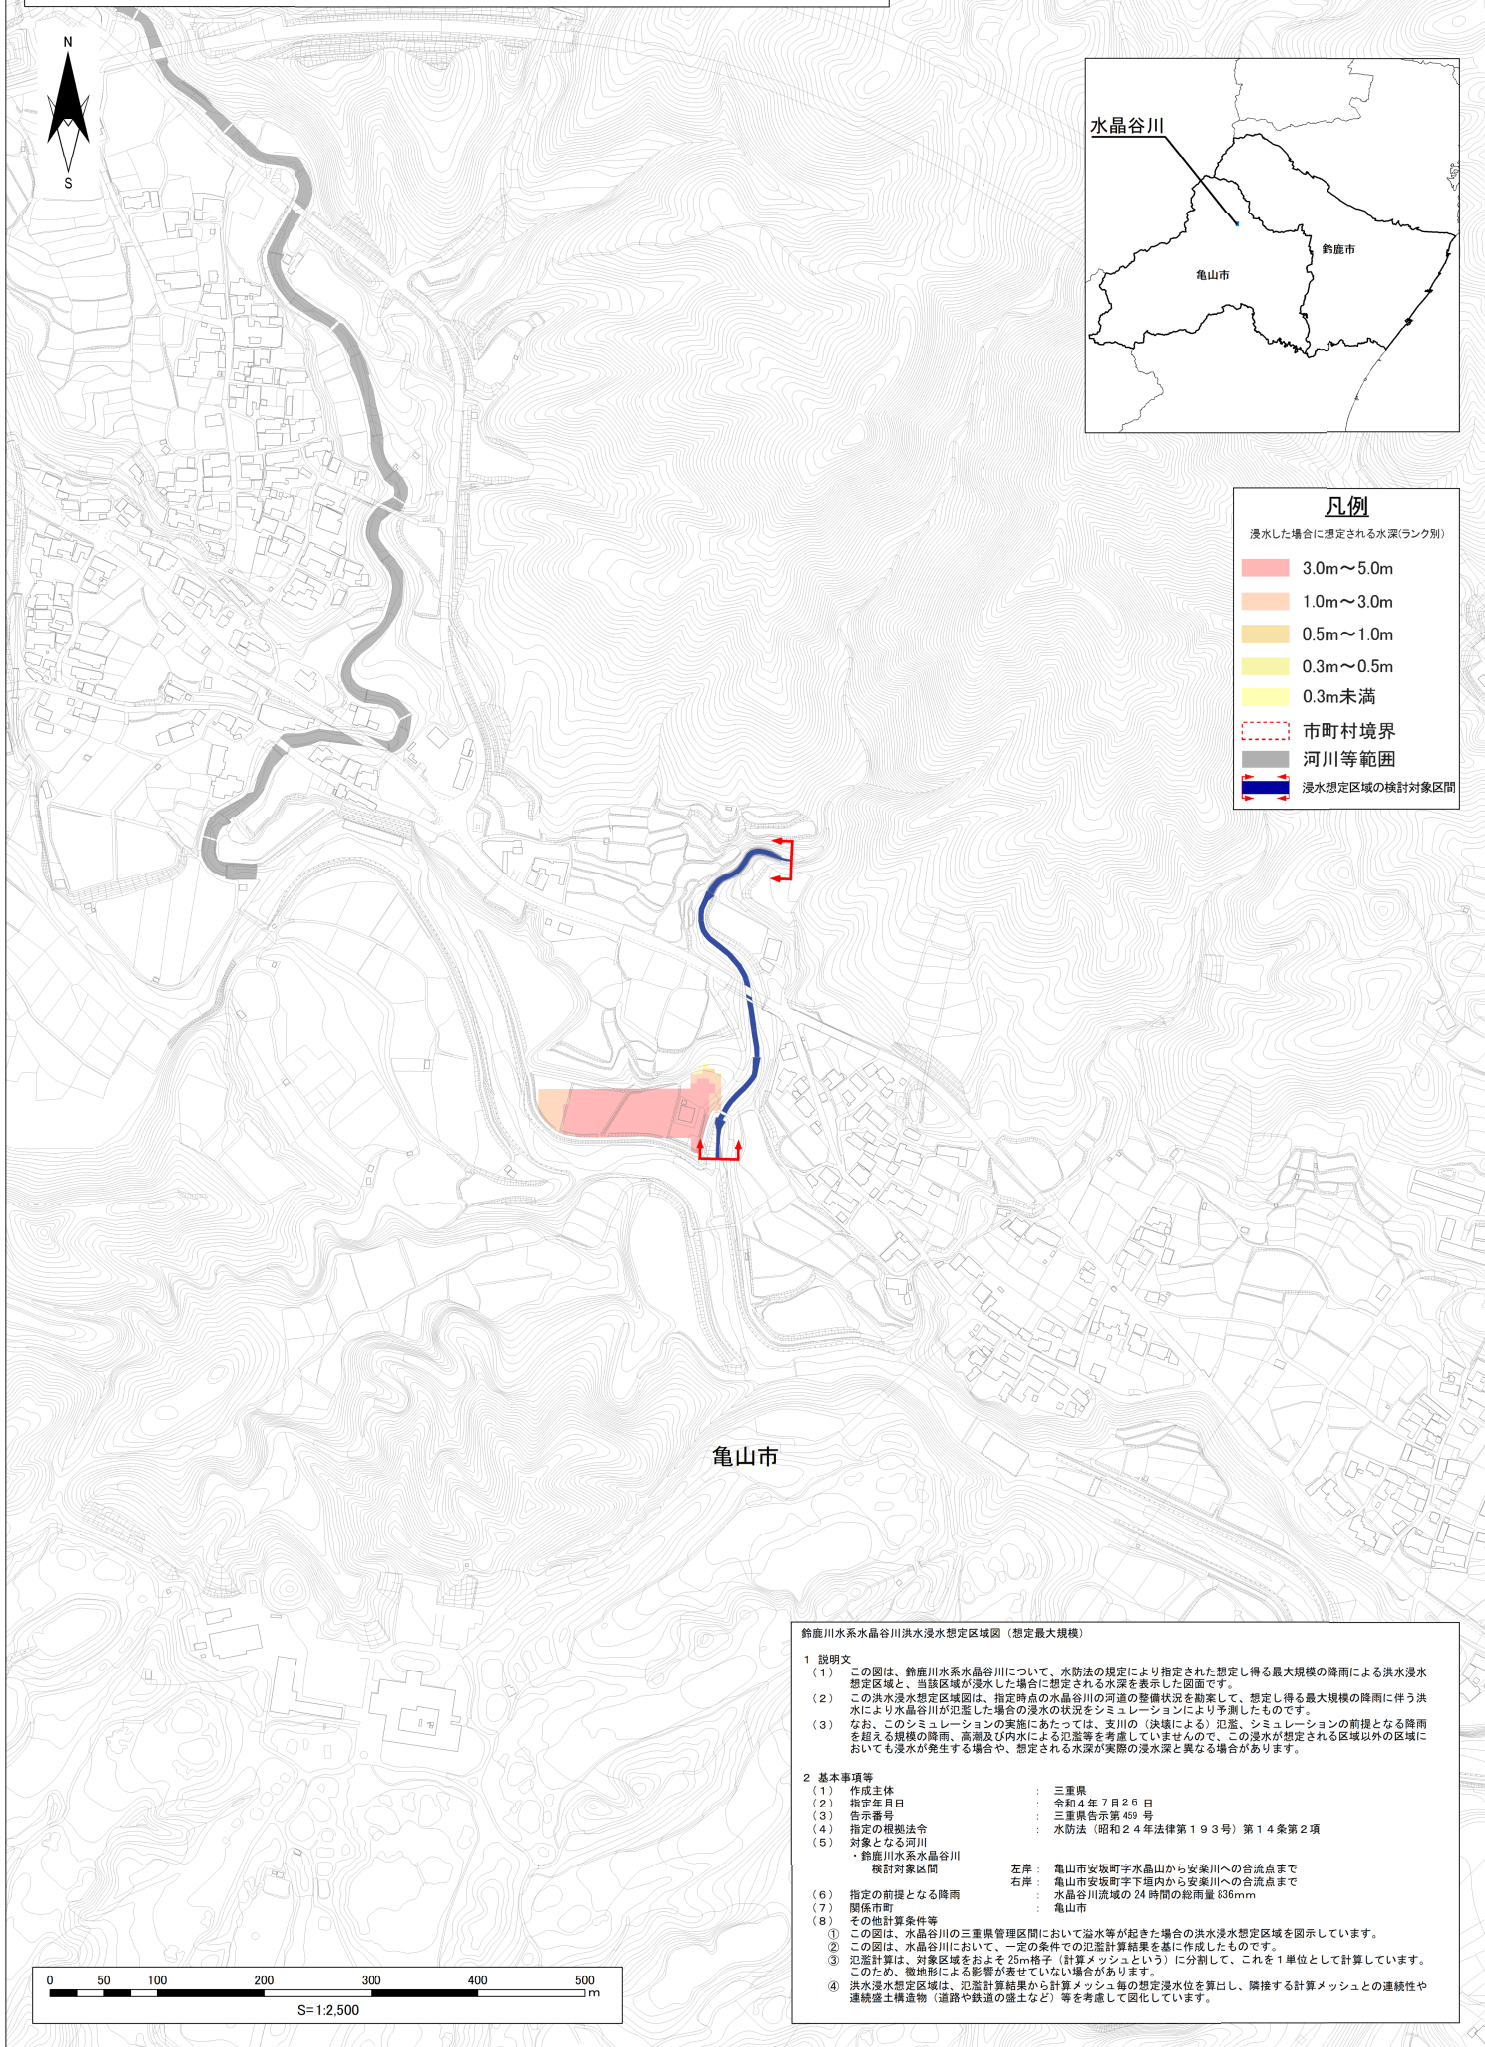 N
S
水晶谷川
鈴鹿市
亀山市
凡例
浸水した場合に想定される水深(ランク別)
3.0m～5.0m
1.0m～3.0m
0.5m～1.0m
0.3m～0.5m
0.3m未満
市町村境界
河川等範囲
浸水想定区域の検討対象区間
亀山市
鈴鹿川水系水晶谷川洪水浸水想定区域図（想定最大規模）
1 説明文
（1） この図は、鈴鹿川水系水晶谷川について、水防法の規定により指定された想定し得る最大規模の降雨による洪水浸水
想定区域と、当該区域が浸水した場合に想定される水深を表示した図面です。
（2） この洪水浸水想定区域図は、指定時点の水晶谷川の河道の整備状況を勘案して、想定し得る最大規模の降雨に伴う洪
水により水晶谷川が氾濫した場合の浸水の状況をシミュレーションにより予測したものです。
（3） なお、このシミュレーションの実施にあたっては、支川の（決壊による）氾濫、シミュレーションの前提となる降雨
を超える規模の降雨、高潮及び内水による氾濫等を考慮していませんので、この浸水が想定される区域以外の区域に
おいても浸水が発生する場合や、想定される水深が実際の浸水深と異なる場合があります。
2 基本事項等
（1） 作成主体 : 三重県
（2） 指定年月日 : 令和4年7月26日
（3） 告示番号 : 三重県告示第459号
（4） 指定の根拠法令 : 水防法（昭和24年法律第193号）第14条第2項
（5） 対象となる河川
・鈴鹿川水系水晶谷川
検討対象区間 左岸： 亀山市安坂町字水晶山から安楽川への合流点まで
右岸： 亀山市安坂町字下垣内から安楽川への合流点まで
（6） 指定の前提となる降雨 : 水晶谷川流域の24時間の総雨量836mm
（7） 関係市町 : 亀山市
（8） その他計算条件等
① この図は、水晶谷川の三重県管理区間において溢水等が起きた場合の洪水浸水想定区域を図示しています。
② この図は、水晶谷川において、一定の条件での氾濫計算結果を基に作成したものです。
③ 氾濫計算は、対象区域をおよそ25m格子（計算メッシュという）に分割して、これを1単位として計算しています。
このため、微地形による影響が表せていない場合があります。
④ 洪水浸水想定区域は、氾濫計算結果から計算メッシュ毎の想定浸水位を算出し、隣接する計算メッシュとの連続性や
連続盛土構造物（道路や鉄道の盛土など）等を考慮して図化しています。
0 50 100 200 300 400 500
m
S=1:2,500